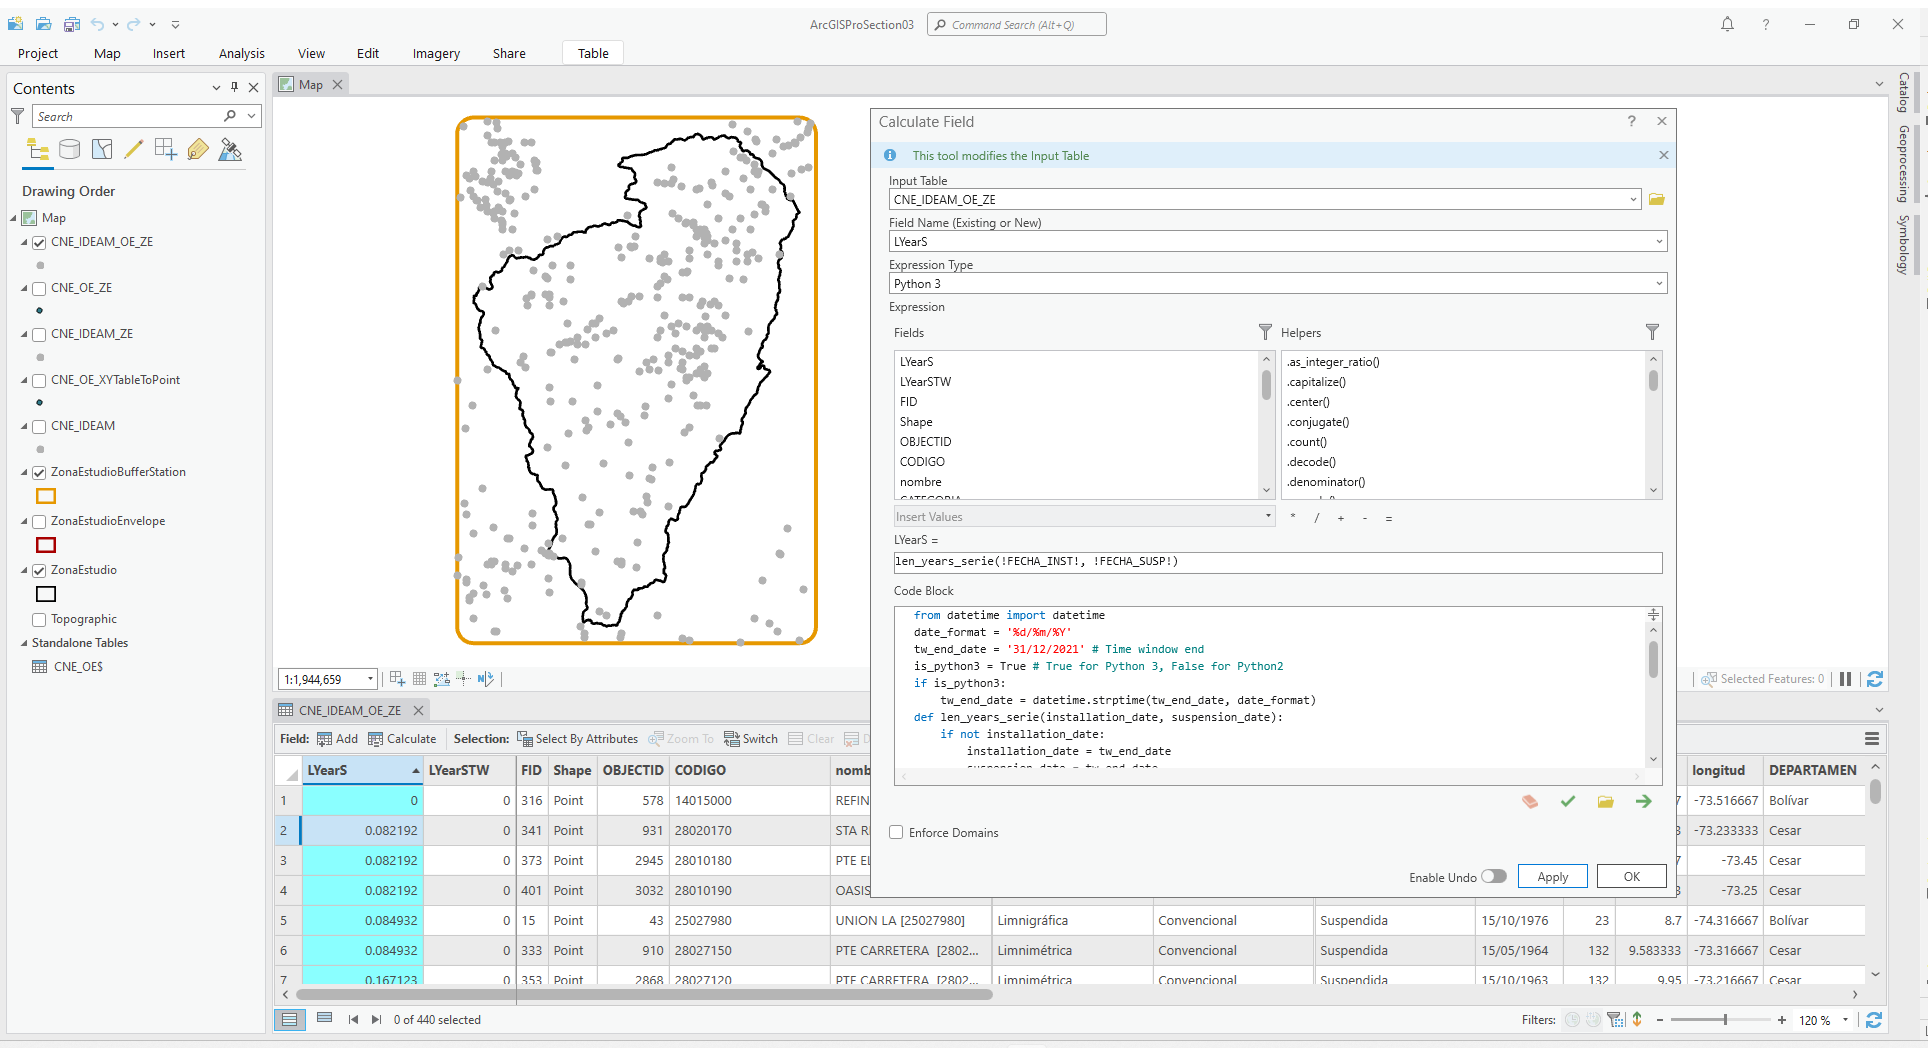 ArcGISProSection03
Command Search (Alt+Q)
Project Map Insert Analysis View Edit Imagery Share Table
Contents
Search
Drawing Order
Map
CNE_IDEAM_OE_ZE
CNE_OE_ZE
CNE_IDEAM_ZE
CNE_OE_XYTableToPoint
CNE_IDEAM
ZonaEstudioBufferStation
ZonaEstudioEnvelope
ZonaEstudio
Topographic
Standalone Tables
CNE_OE$
Map
1:1,944,659
Selected Features: 0
Catalog
Geoprocessing
Symbology
Calculate Field
This tool modifies the Input Table
Input Table
CNE_IDEAM_OE_ZE
Field Name (Existing or New)
LYearS
Expression Type
Python 3
Expression
Fields Helpers
LYearS .as_integer_ratio()
LYearSTW .capitalize()
FID .center()
Shape .conjugate()
OBJECTID .count()
CODIGO .decode()
nombre .denominator()
Insert Values * / + - =
LYearS =
len_years_serie(!FECHA_INST!, !FECHA_SUSP!)
Code Block
from datetime import datetime
date_format = '%d/%m/%Y'
tw_end_date = '31/12/2021' # Time window end
is_python3 = True # True for Python 3, False for Python2
if is_python3:
tw_end_date = datetime.strptime(tw_end_date, date_format)
def len_years_serie(installation_date, suspension_date):
if not installation_date:
installation_date = tw_end_date
suspension_date = tw_end_date
Enforce Domains
Enable Undo Apply OK
CNE_IDEAM_OE_ZE
Field: Add Calculate Selection: Select By Attributes Zoom To Switch Clear D
LYearS LYearSTW FID Shape OBJECTID CODIGO nomb longitud DEPARTAMEN
1 0 0 316 Point 578 14015000 REFIN 7 -73.516667 Bolívar
2 0.082192 0 341 Point 931 28020170 STA R 3 -73.233333 Cesar
3 0.082192 0 373 Point 2945 28010180 PTE EL 7 -73.45 Cesar
4 0.082192 0 401 Point 3032 28010190 OASIS 3 -73.25 Cesar
5 0.084932 0 15 Point 43 25027980 UNION LA [25027980] Limnigráfica Convencional Suspendida 15/10/1976 23 8.7 -74.316667 Bolívar
6 0.084932 0 333 Point 910 28027150 PTE CARRETERA [2802... Limnimétrica Convencional Suspendida 15/05/1964 132 9.583333 -73.316667 Cesar
7 0.167123 0 353 Point 2868 28027120 PTE CARRETERA [2802... Limnimétrica Convencional Suspendida 15/10/1963 132 9.95 -73.216667 Cesar
0 of 440 selected
Filters: 120 %